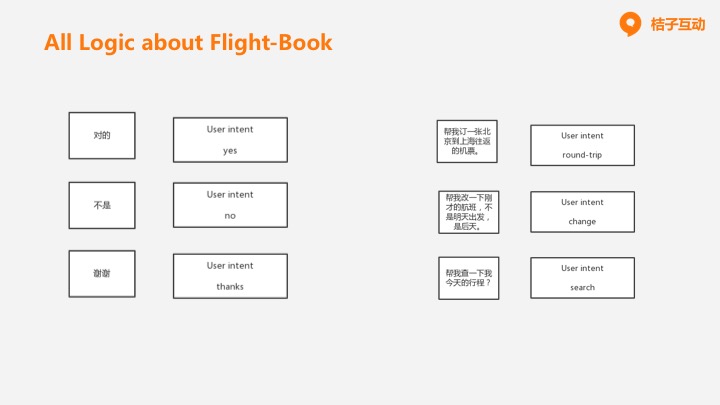 桔子互动
All Logic about Flight-Book
对的
User intent
yes
不是
User intent
no
谢谢
User intent
thanks
帮我订一张北
京到上海往返
的机票。
User intent
round-trip
帮我改一下刚
才的航班，不
是明天出发，
是后天。
User intent
change
帮我查一下我
今天的行程？
User intent
search